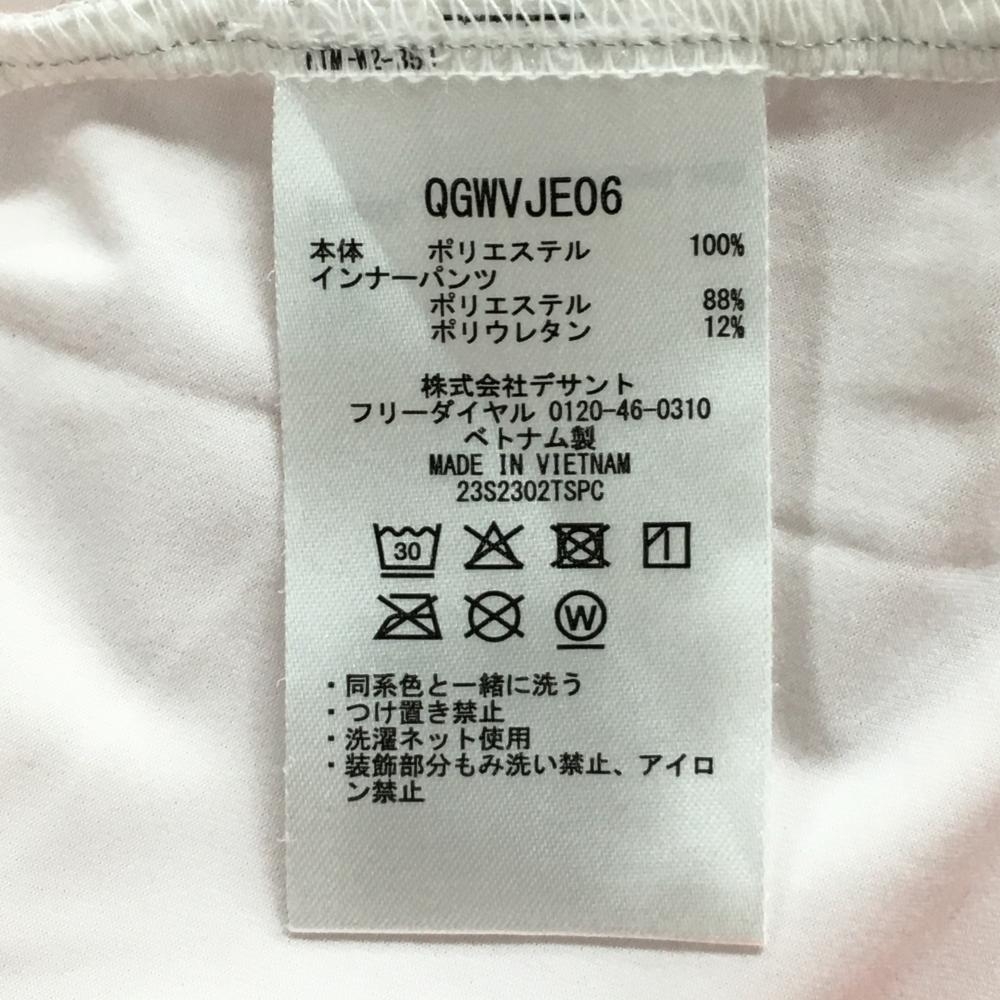 QGWVJE06
本体 ポリエステル 100%
インナーパンツ
ポリエステル 88%
ポリウレタン 12%
株式会社デサント
フリーダイヤル 0120-46-0310
ベトナム製
MADE IN VIETNAM
23S2302TSPC
30
W
・同系色と一緒に洗う
・つけ置き禁止
・洗濯ネット使用
・装飾部分もみ洗い禁止、アイロ
ン禁止